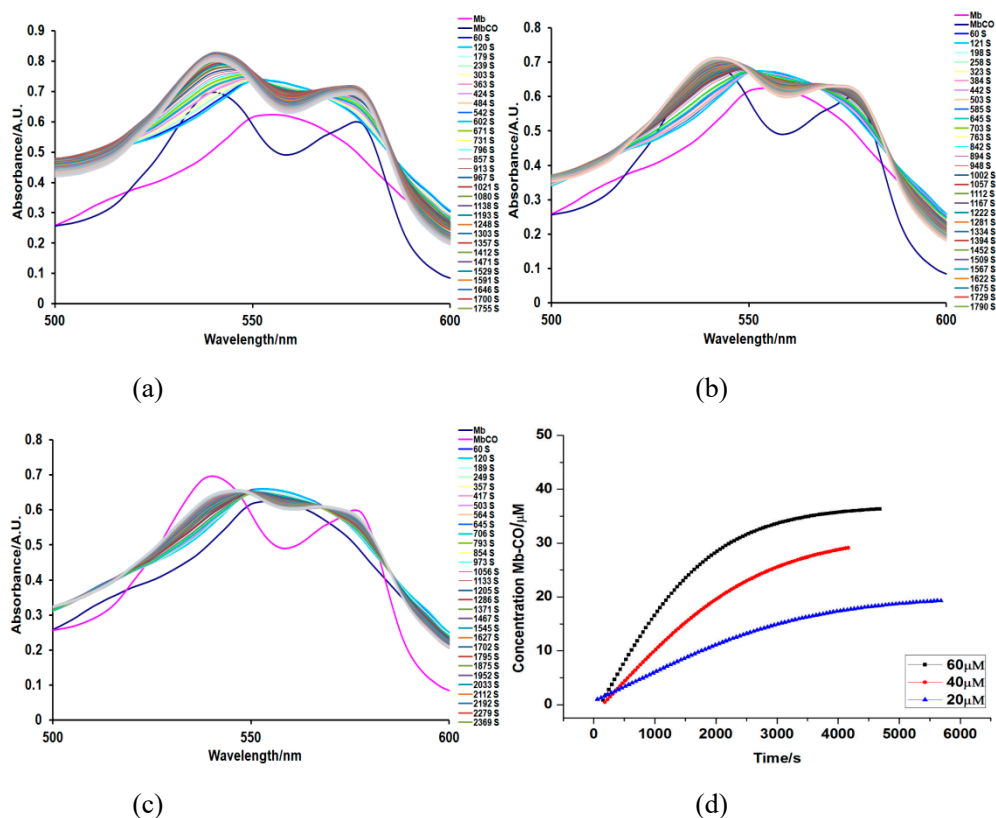 0.9
0.8
0.7
0.6
0.5
0.4
0.3
0.2
0.1
0
500
550
600
Absorbance/A.U.
Wavelength/nm
Mb
MbCO
60 S
120 S
179 S
239 S
303 S
363 S
424 S
484 S
542 S
602 S
671 S
731 S
796 S
857 S
913 S
967 S
1021 S
1080 S
1138 S
1193 S
1248 S
1303 S
1357 S
1412 S
1471 S
1529 S
1591 S
1646 S
1700 S
1755 S
(a)
0.8
0.7
0.6
0.5
0.4
0.3
0.2
0.1
0
500
550
600
Absorbance/A.U.
Wavelength/nm
Mb
MbCO
60 S
121 S
198 S
258 S
323 S
384 S
442 S
503 S
585 S
645 S
703 S
763 S
842 S
894 S
948 S
1002 S
1057 S
1112 S
1167 S
1222 S
1281 S
1334 S
1394 S
1452 S
1509 S
1567 S
1622 S
1675 S
1729 S
1790 S
(b)
0.8
0.7
0.6
0.5
0.4
0.3
0.2
0.1
0
500
550
600
Absorbance/A.U.
Wavelength/nm
Mb
MbCO
60 S
120 S
189 S
249 S
357 S
417 S
503 S
564 S
645 S
706 S
793 S
854 S
973 S
1056 S
1133 S
1205 S
1286 S
1371 S
1467 S
1545 S
1627 S
1702 S
1795 S
1875 S
1952 S
2033 S
2112 S
2192 S
2279 S
2369 S
(c)
50
40
30
20
10
0
0
1000
2000
3000
4000
5000
6000
Concentration Mb-CO/μM
Time/s
60μM
40μM
20μM
(d)